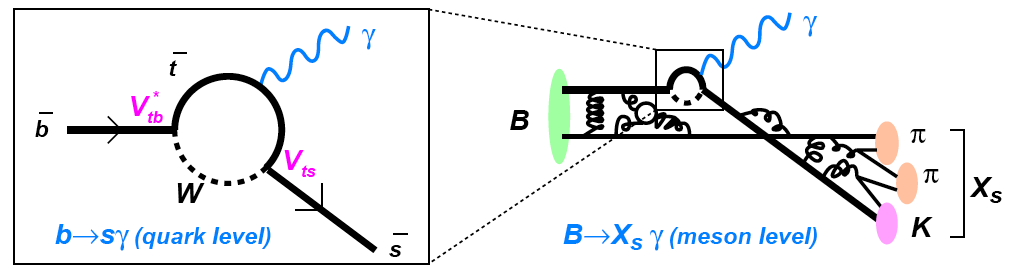 t̄
γ
V*tb
b̄
Vts
W
b→sγ (quark level)
s̄
γ
B
π
π
Xs
K
B→Xs γ (meson level)